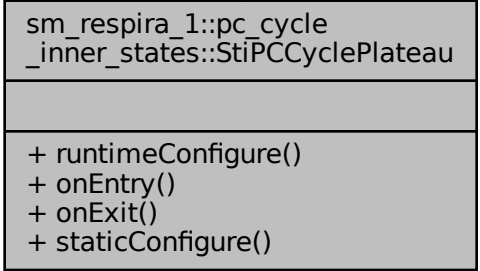 sm_respira_1::pc_cycle
_inner_states::StiPCCyclePlateau
+ runtimeConfigure()
+ onEntry()
+ onExit()
+ staticConfigure()